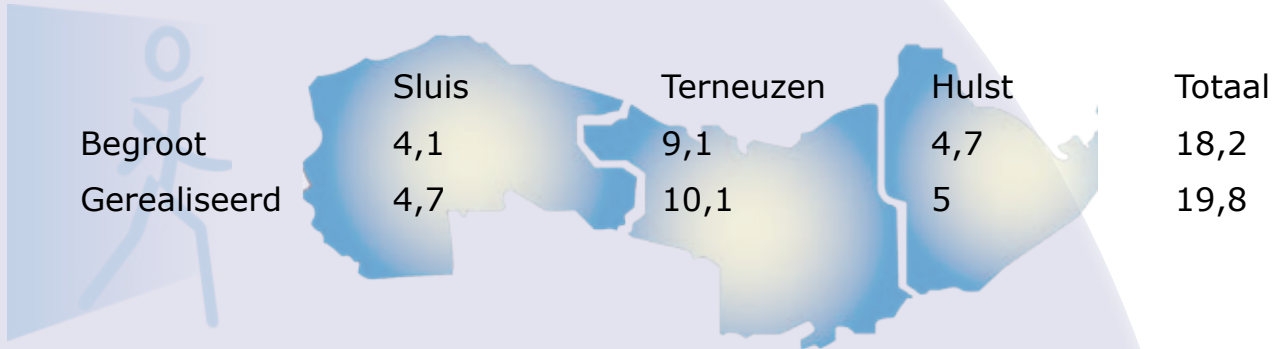 Sluis Terneuzen Hulst Totaal
Begroot 4,1 9,1 4,7 18,2
Gerealiseerd 4,7 10,1 5 19,8